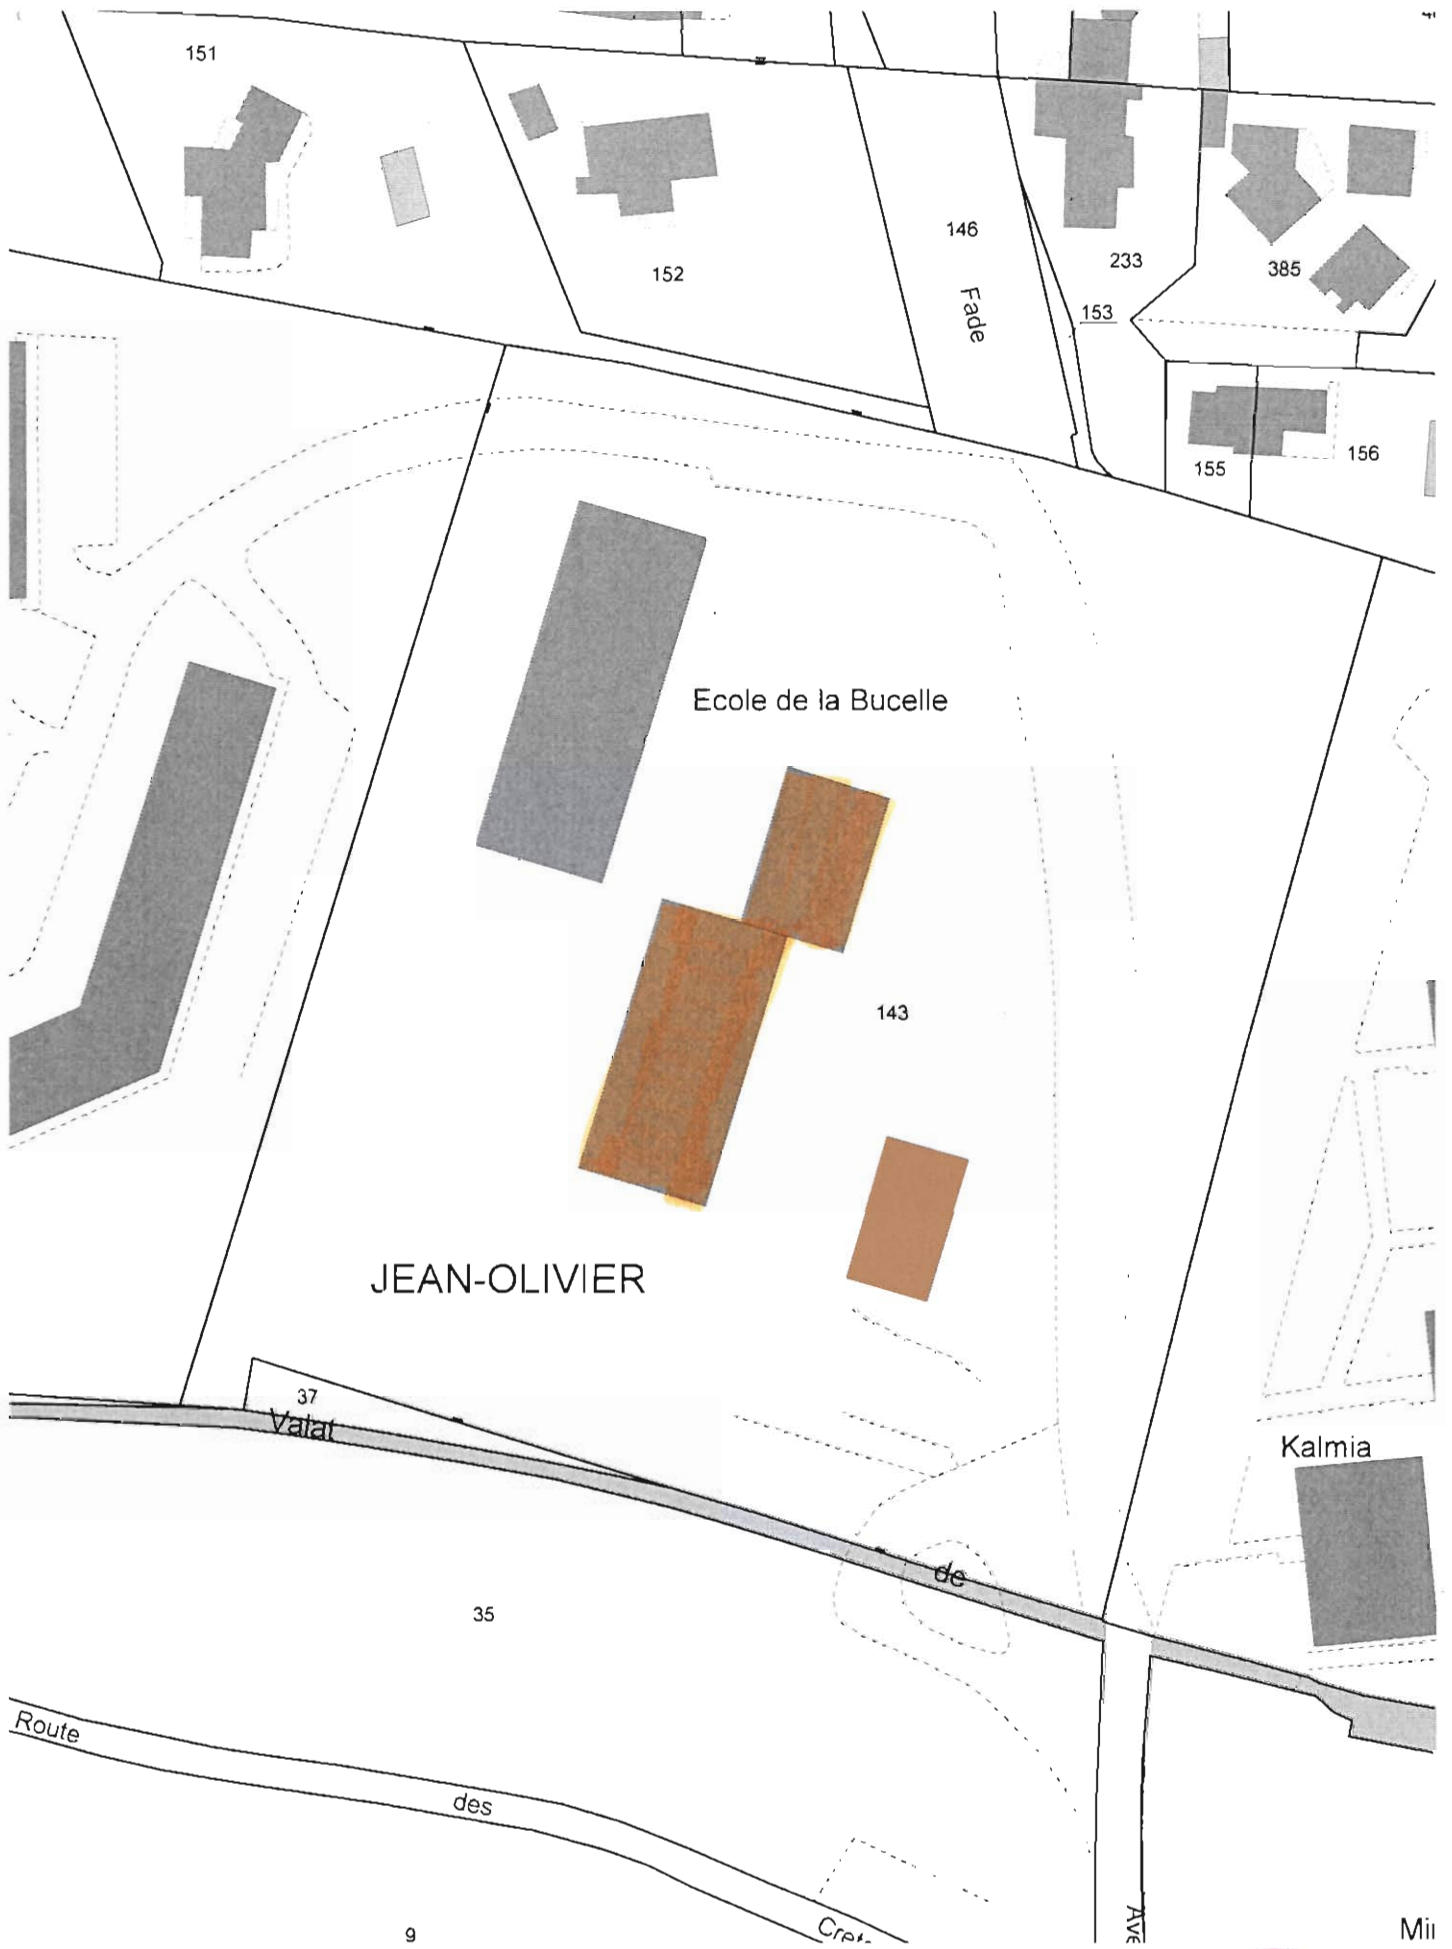 151
146
152
Fade
233
385
153
155
156
Ecole de la Bucelle
143
JEAN-OLIVIER
37
Valat
Kalmia
de
35
Route
des
9